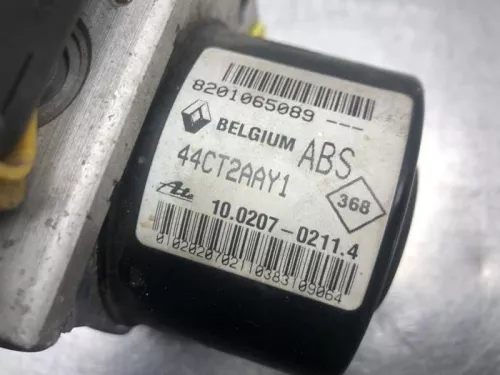 8201065089 ---
BELGIUM ABS
44CT2AAY1
368
Ate
10.0207-0211.4
0102020702110383109064